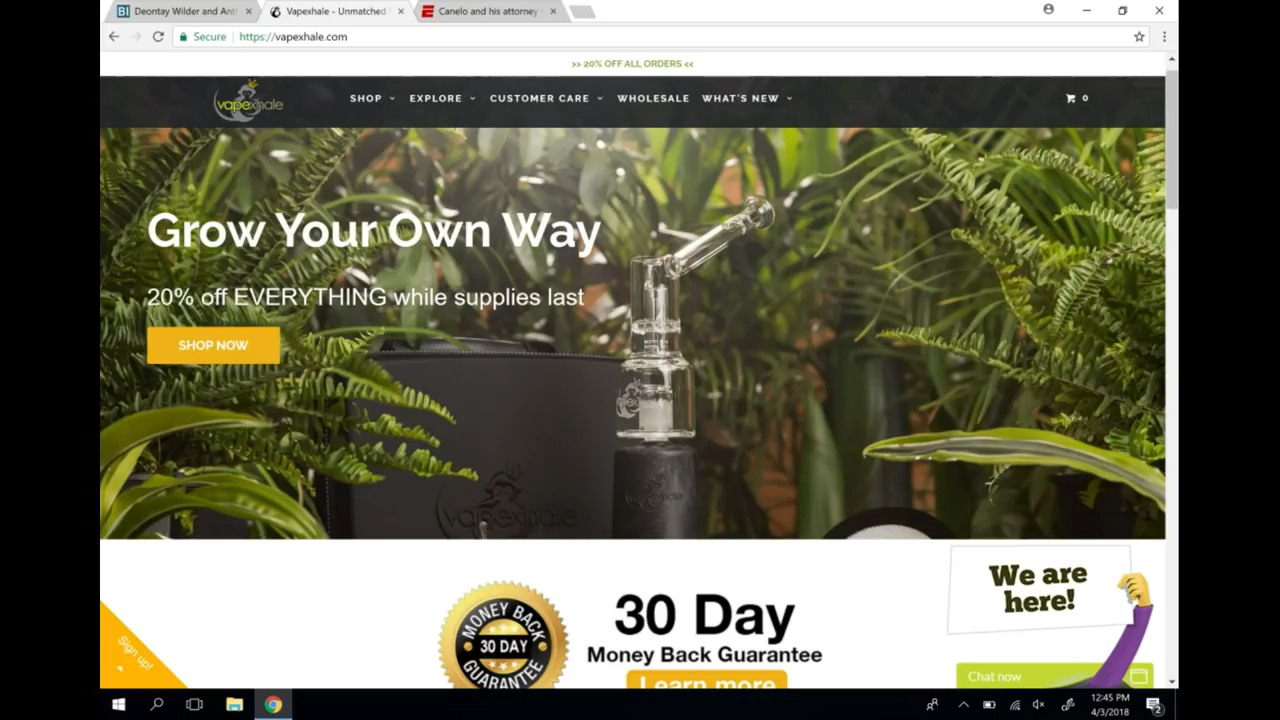 Deontay Wilder and Ant
Vapexhale - Unmatched
Canelo and his attorney
Secure
https://vapexhale.com
>> 20% OFF ALL ORDERS <<
vapexhale
SHOP
EXPLORE
CUSTOMER CARE
WHOLESALE
WHAT'S NEW
0
Grow Your Own Way
20% off EVERYTHING while supplies last
SHOP NOW
vapexhale
vapexhale
MONEY BACK
30 DAY
GUARANTEE
30 Day
Money Back Guarantee
Learn more
We are
here!
Sign up!
Chat now
12:45 PM
4/3/2018
2